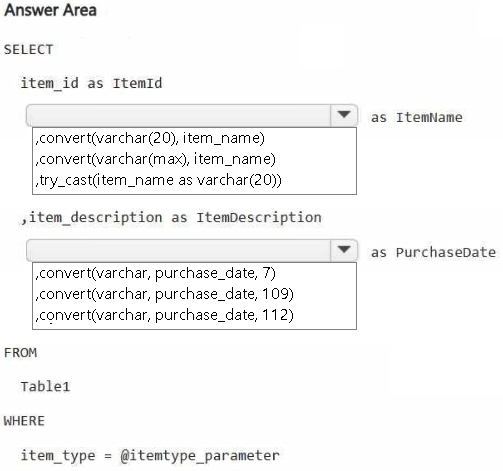 Answer Area
SELECT
item_id as ItemId
as ItemName
,convert(varchar(20), item_name)
,convert(varchar(max), item_name)
,try_cast(item_name as varchar(20))
,item_description as ItemDescription
as PurchaseDate
,convert(varchar, purchase_date, 7)
,convert(varchar, purchase_date, 109)
,convert(varchar, purchase_date, 112)
FROM
Table1
WHERE
item_type = @itemtype_parameter